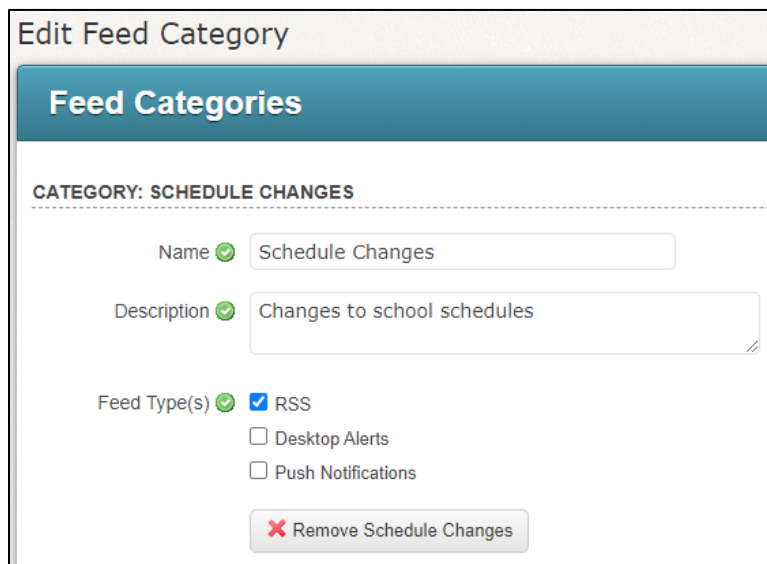 Edit Feed Category
Feed Categories
CATEGORY: SCHEDULE CHANGES
Name Schedule Changes
Description Changes to school schedules
Feed Type(s) RSS
Desktop Alerts
Push Notifications
Remove Schedule Changes